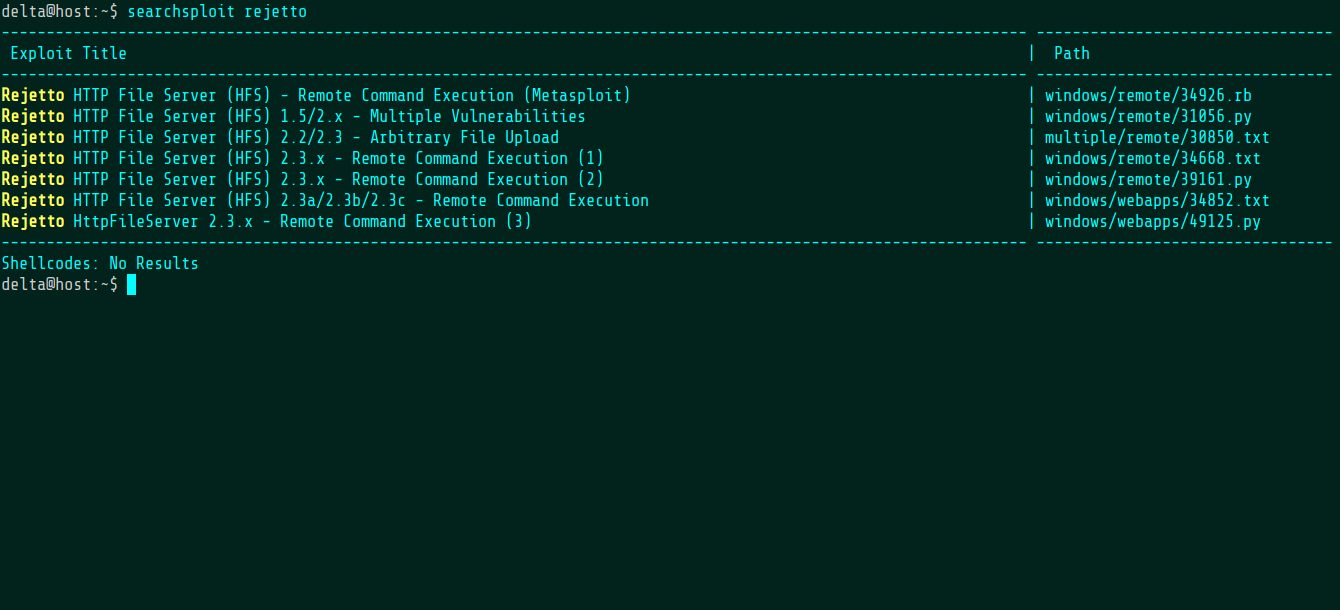 delta@host:~$ searchsploit rejetto
------------------------------------------------------------------------------------------------------------------ ---------------------------------
 Exploit Title                                                                                                    |  Path
------------------------------------------------------------------------------------------------------------------ ---------------------------------
Rejetto HTTP File Server (HFS) - Remote Command Execution (Metasploit)                                            | windows/remote/34926.rb
Rejetto HTTP File Server (HFS) 1.5/2.x - Multiple Vulnerabilities                                                 | windows/remote/31056.py
Rejetto HTTP File Server (HFS) 2.2/2.3 - Arbitrary File Upload                                                    | multiple/remote/30850.txt
Rejetto HTTP File Server (HFS) 2.3.x - Remote Command Execution (1)                                               | windows/remote/34668.txt
Rejetto HTTP File Server (HFS) 2.3.x - Remote Command Execution (2)                                               | windows/remote/39161.py
Rejetto HTTP File Server (HFS) 2.3a/2.3b/2.3c - Remote Command Execution                                          | windows/webapps/34852.txt
Rejetto HttpFileServer 2.3.x - Remote Command Execution (3)                                                       | windows/webapps/49125.py
------------------------------------------------------------------------------------------------------------------ ---------------------------------
Shellcodes: No Results
delta@host:~$